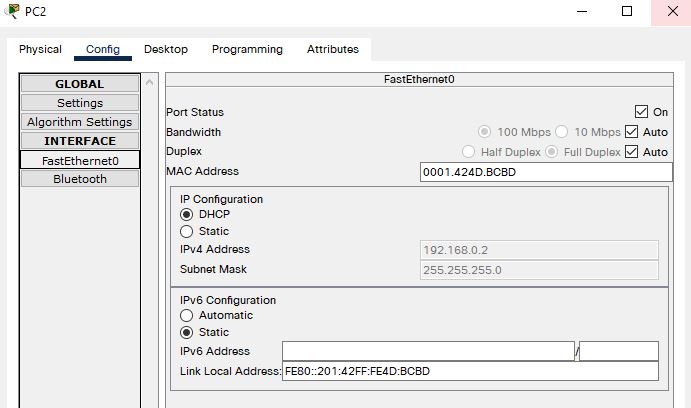 PC2
Physical Config Desktop Programming Attributes
GLOBAL
Settings
Algorithm Settings
INTERFACE
FastEthernet0
Bluetooth
FastEthernet0
Port Status On
Bandwidth 100 Mbps 10 Mbps Auto
Duplex Half Duplex Full Duplex Auto
MAC Address 0001.424D.BCBD
IP Configuration
DHCP
Static
IPv4 Address 192.168.0.2
Subnet Mask 255.255.255.0
IPv6 Configuration
Automatic
Static
IPv6 Address /
Link Local Address: FE80::201:42FF:FE4D:BCBD